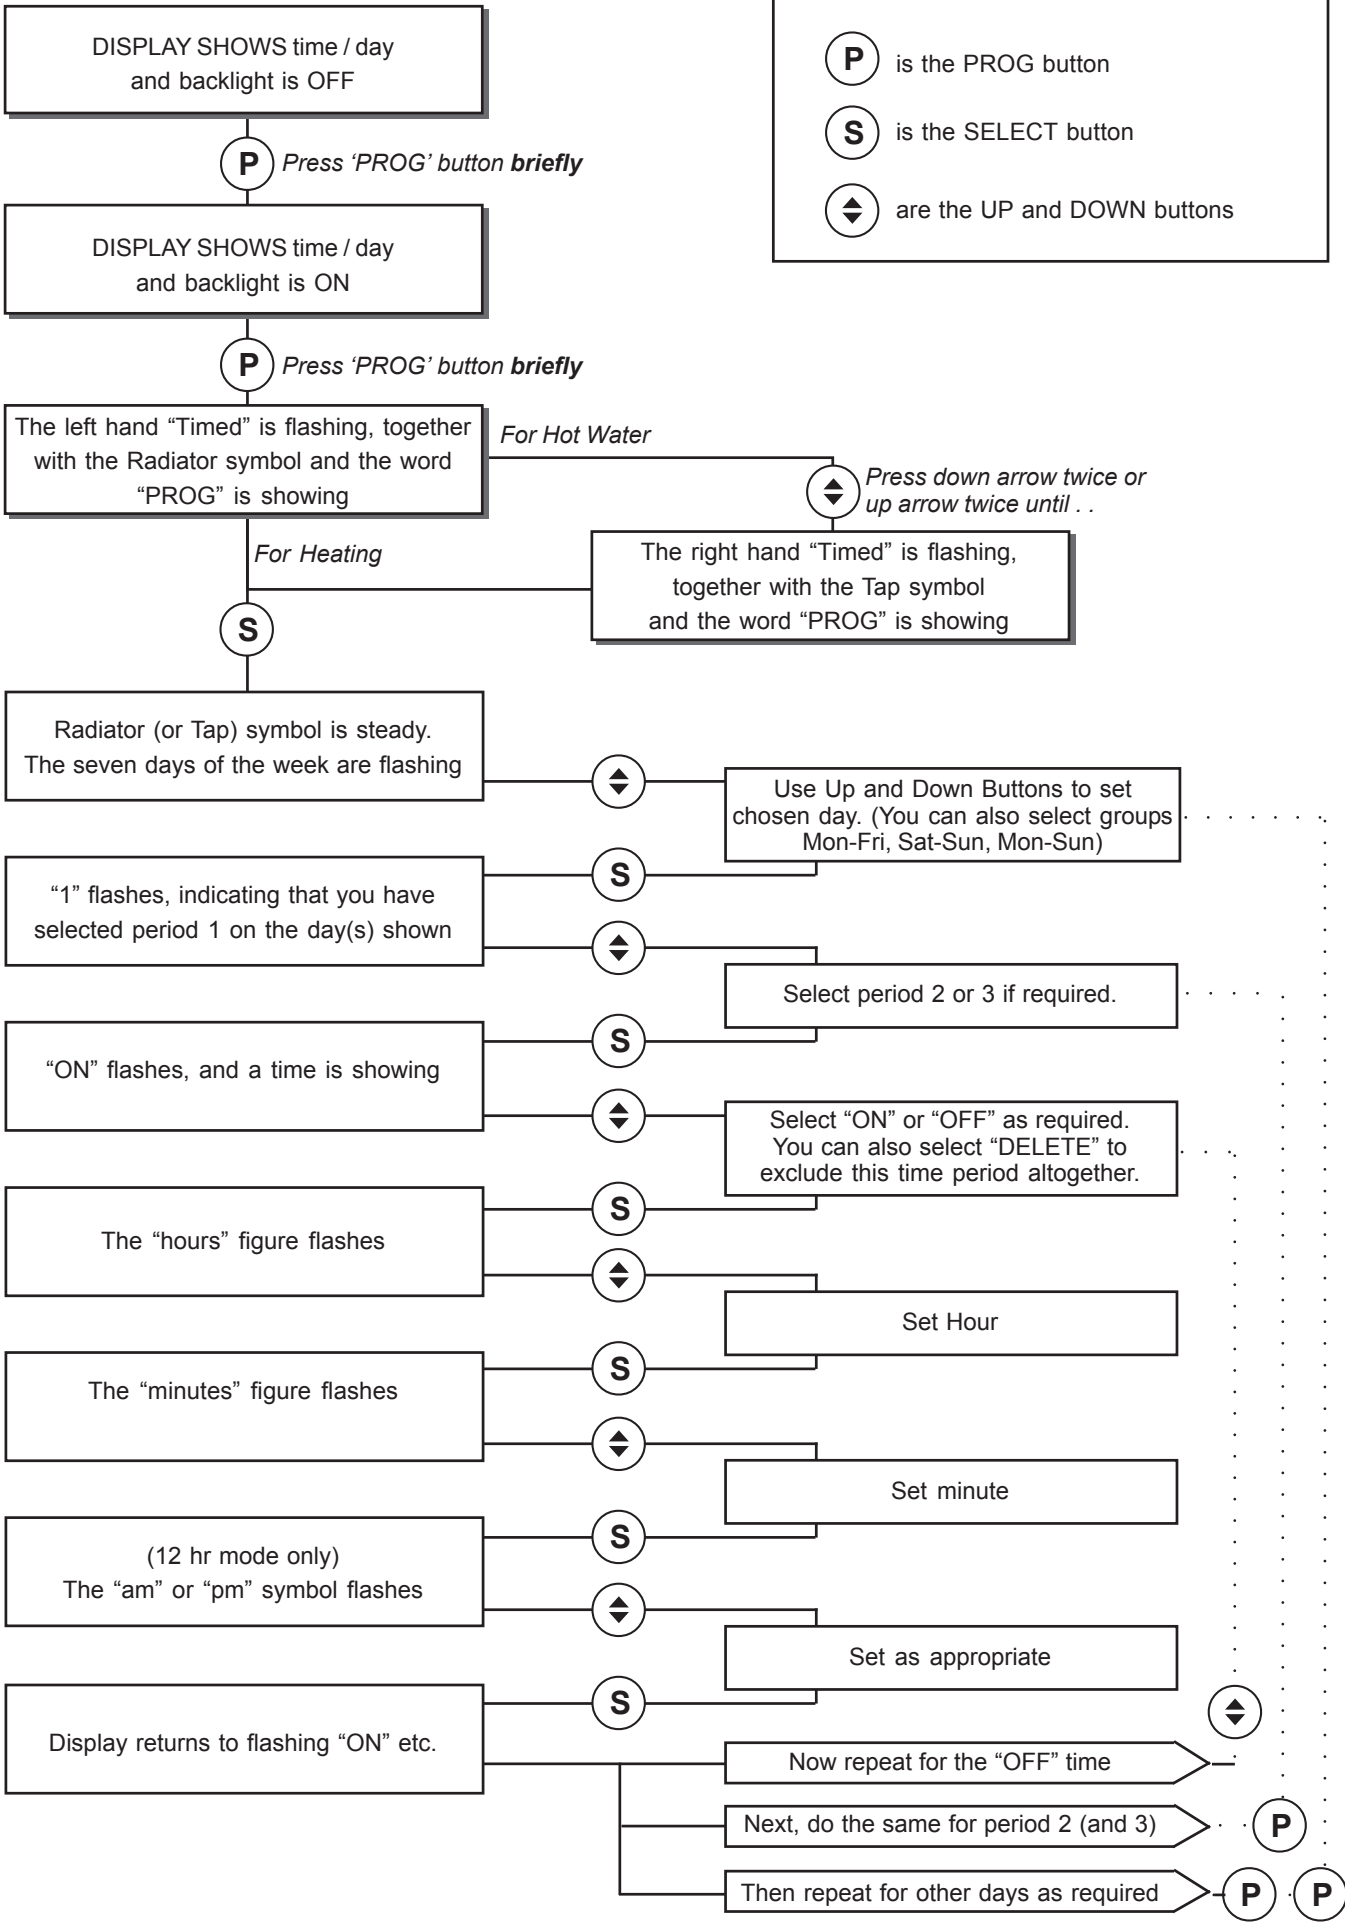 DISPLAY SHOWS time / day
and backlight is OFF
P is the PROG button
S is the SELECT button
are the UP and DOWN buttons
P Press ‘PROG’ button briefly
DISPLAY SHOWS time / day
and backlight is ON
P Press ‘PROG’ button briefly
The left hand “Timed” is flashing, together
with the Radiator symbol and the word
“PROG” is showing
For Hot Water
Press down arrow twice or
up arrow twice until . .
For Heating
The right hand “Timed” is flashing,
together with the Tap symbol
and the word “PROG” is showing
S
Radiator (or Tap) symbol is steady.
The seven days of the week are flashing
Use Up and Down Buttons to set
chosen day. (You can also select groups
Mon-Fri, Sat-Sun, Mon-Sun)
S
“1” flashes, indicating that you have
selected period 1 on the day(s) shown
Select period 2 or 3 if required.
S
“ON” flashes, and a time is showing
Select “ON” or “OFF” as required.
You can also select “DELETE” to
exclude this time period altogether.
S
The “hours” figure flashes
Set Hour
S
The “minutes” figure flashes
Set minute
S
(12 hr mode only)
The “am” or “pm” symbol flashes
Set as appropriate
S
Display returns to flashing “ON” etc.
Now repeat for the “OFF” time
Next, do the same for period 2 (and 3)
P
Then repeat for other days as required
P P